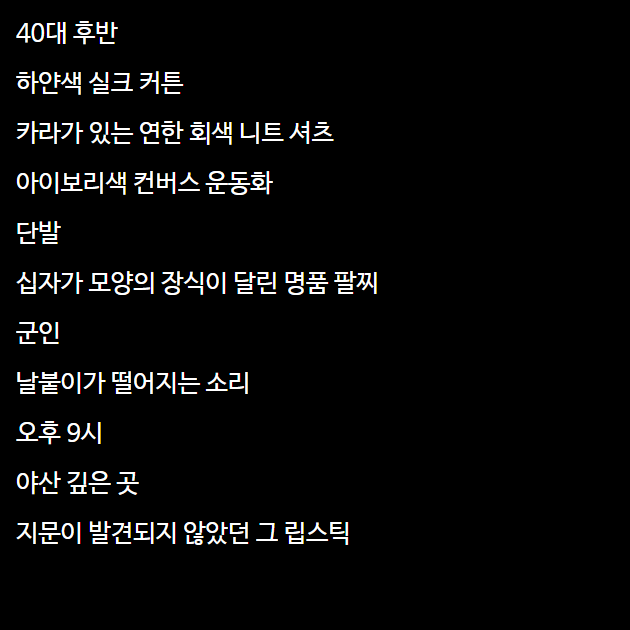 40대 후반
하얀색 실크 커튼
카라가 있는 연한 회색 니트 셔츠
아이보리색 컨버스 운동화
단발
십자가 모양의 장식이 달린 명품 팔찌
군인
날붙이가 떨어지는 소리
오후 9시
야산 깊은 곳
지문이 발견되지 않았던 그 립스틱